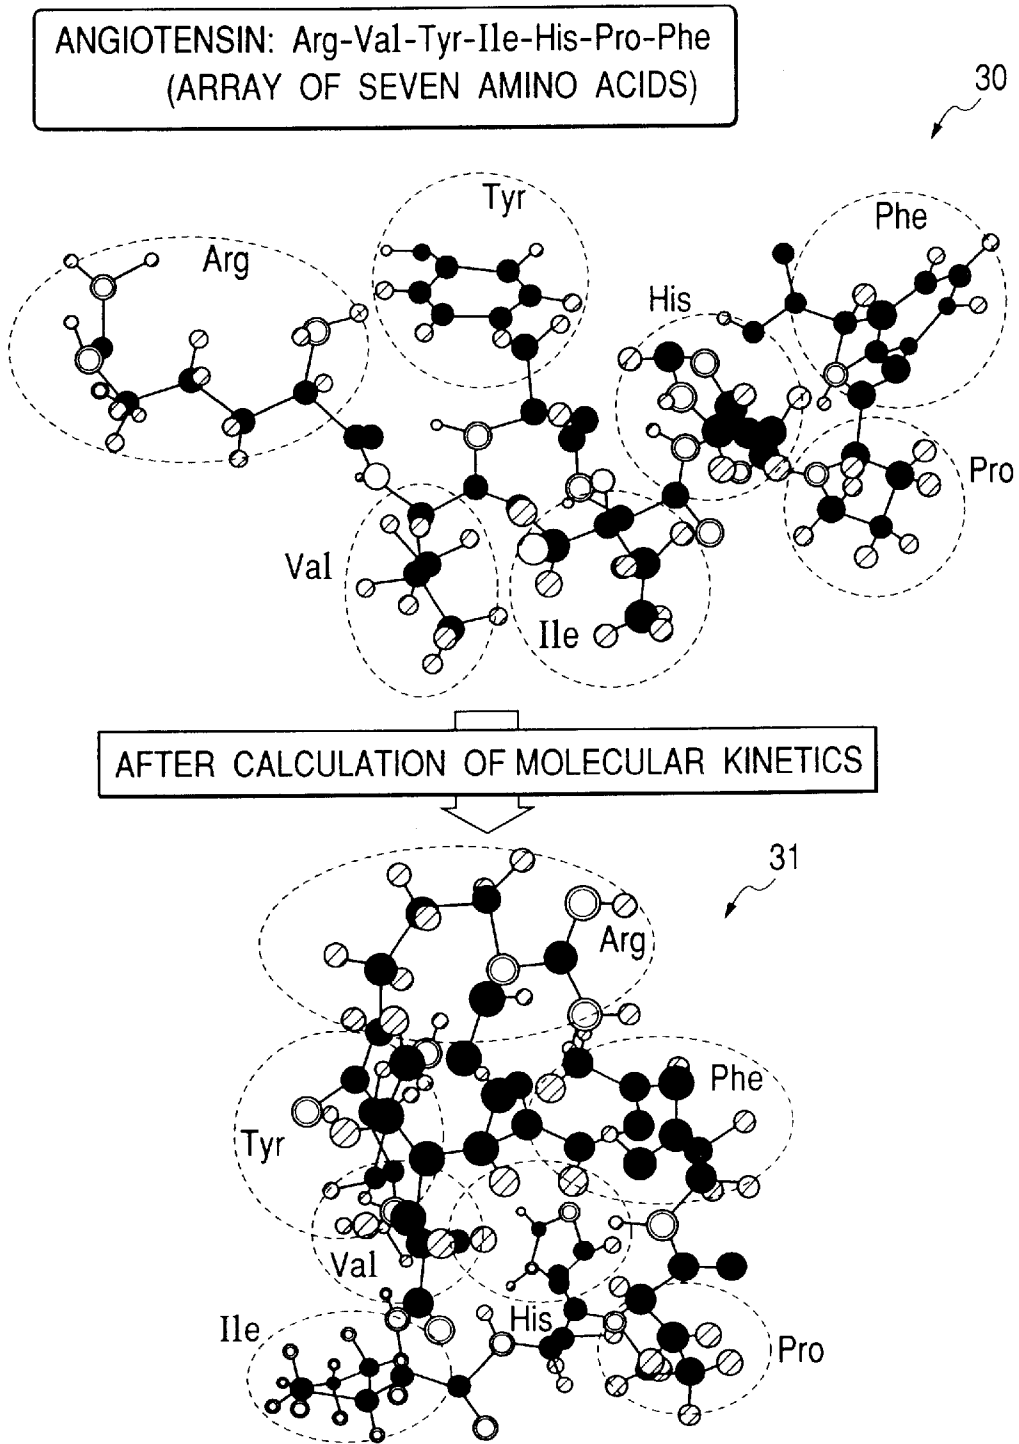 ANGIOTENSIN: Arg-Val-Tyr-Ile-His-Pro-Phe
(ARRAY OF SEVEN AMINO ACIDS)
30
Tyr
Phe
Arg
His
Pro
Val
Ile
AFTER CALCULATION OF MOLECULAR KINETICS
31
Arg
Phe
Tyr
Val
His
Ile
Pro